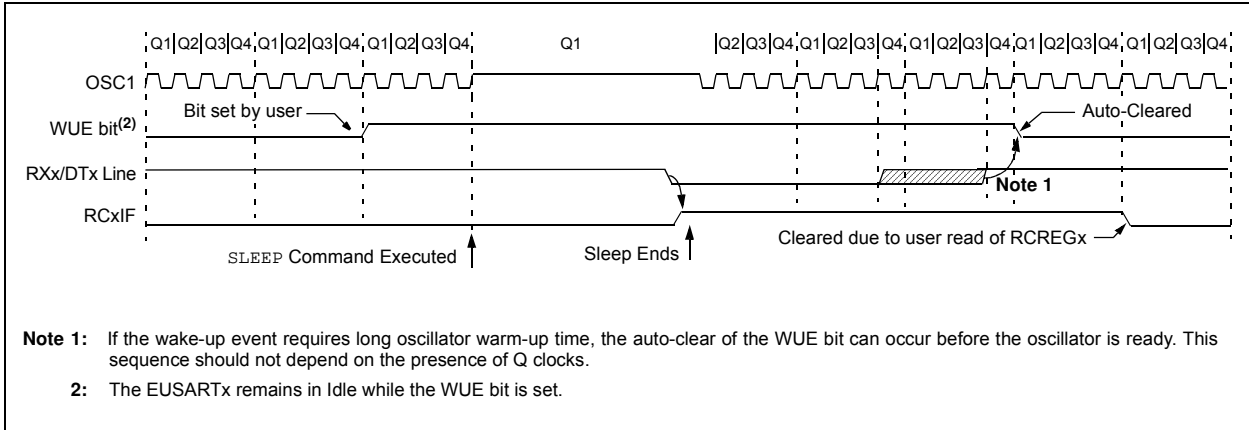 Q1 Q2 Q3 Q4 Q1 Q2 Q3 Q4 Q1 Q2 Q3 Q4 Q1 Q2 Q3 Q4 Q1 Q2 Q3 Q4 Q1 Q2 Q3 Q4 Q1 Q2 Q3 Q4 Q1 Q2 Q3 Q4
OSC1
Bit set by user
Auto-Cleared
WUE bit(2)
RXx/DTx Line
Note 1
RCxIF
Cleared due to user read of RCREGx
SLEEP Command Executed
Sleep Ends
Note 1: If the wake-up event requires long oscillator warm-up time, the auto-clear of the WUE bit can occur before the oscillator is ready. This
sequence should not depend on the presence of Q clocks.
2: The EUSARTx remains in Idle while the WUE bit is set.